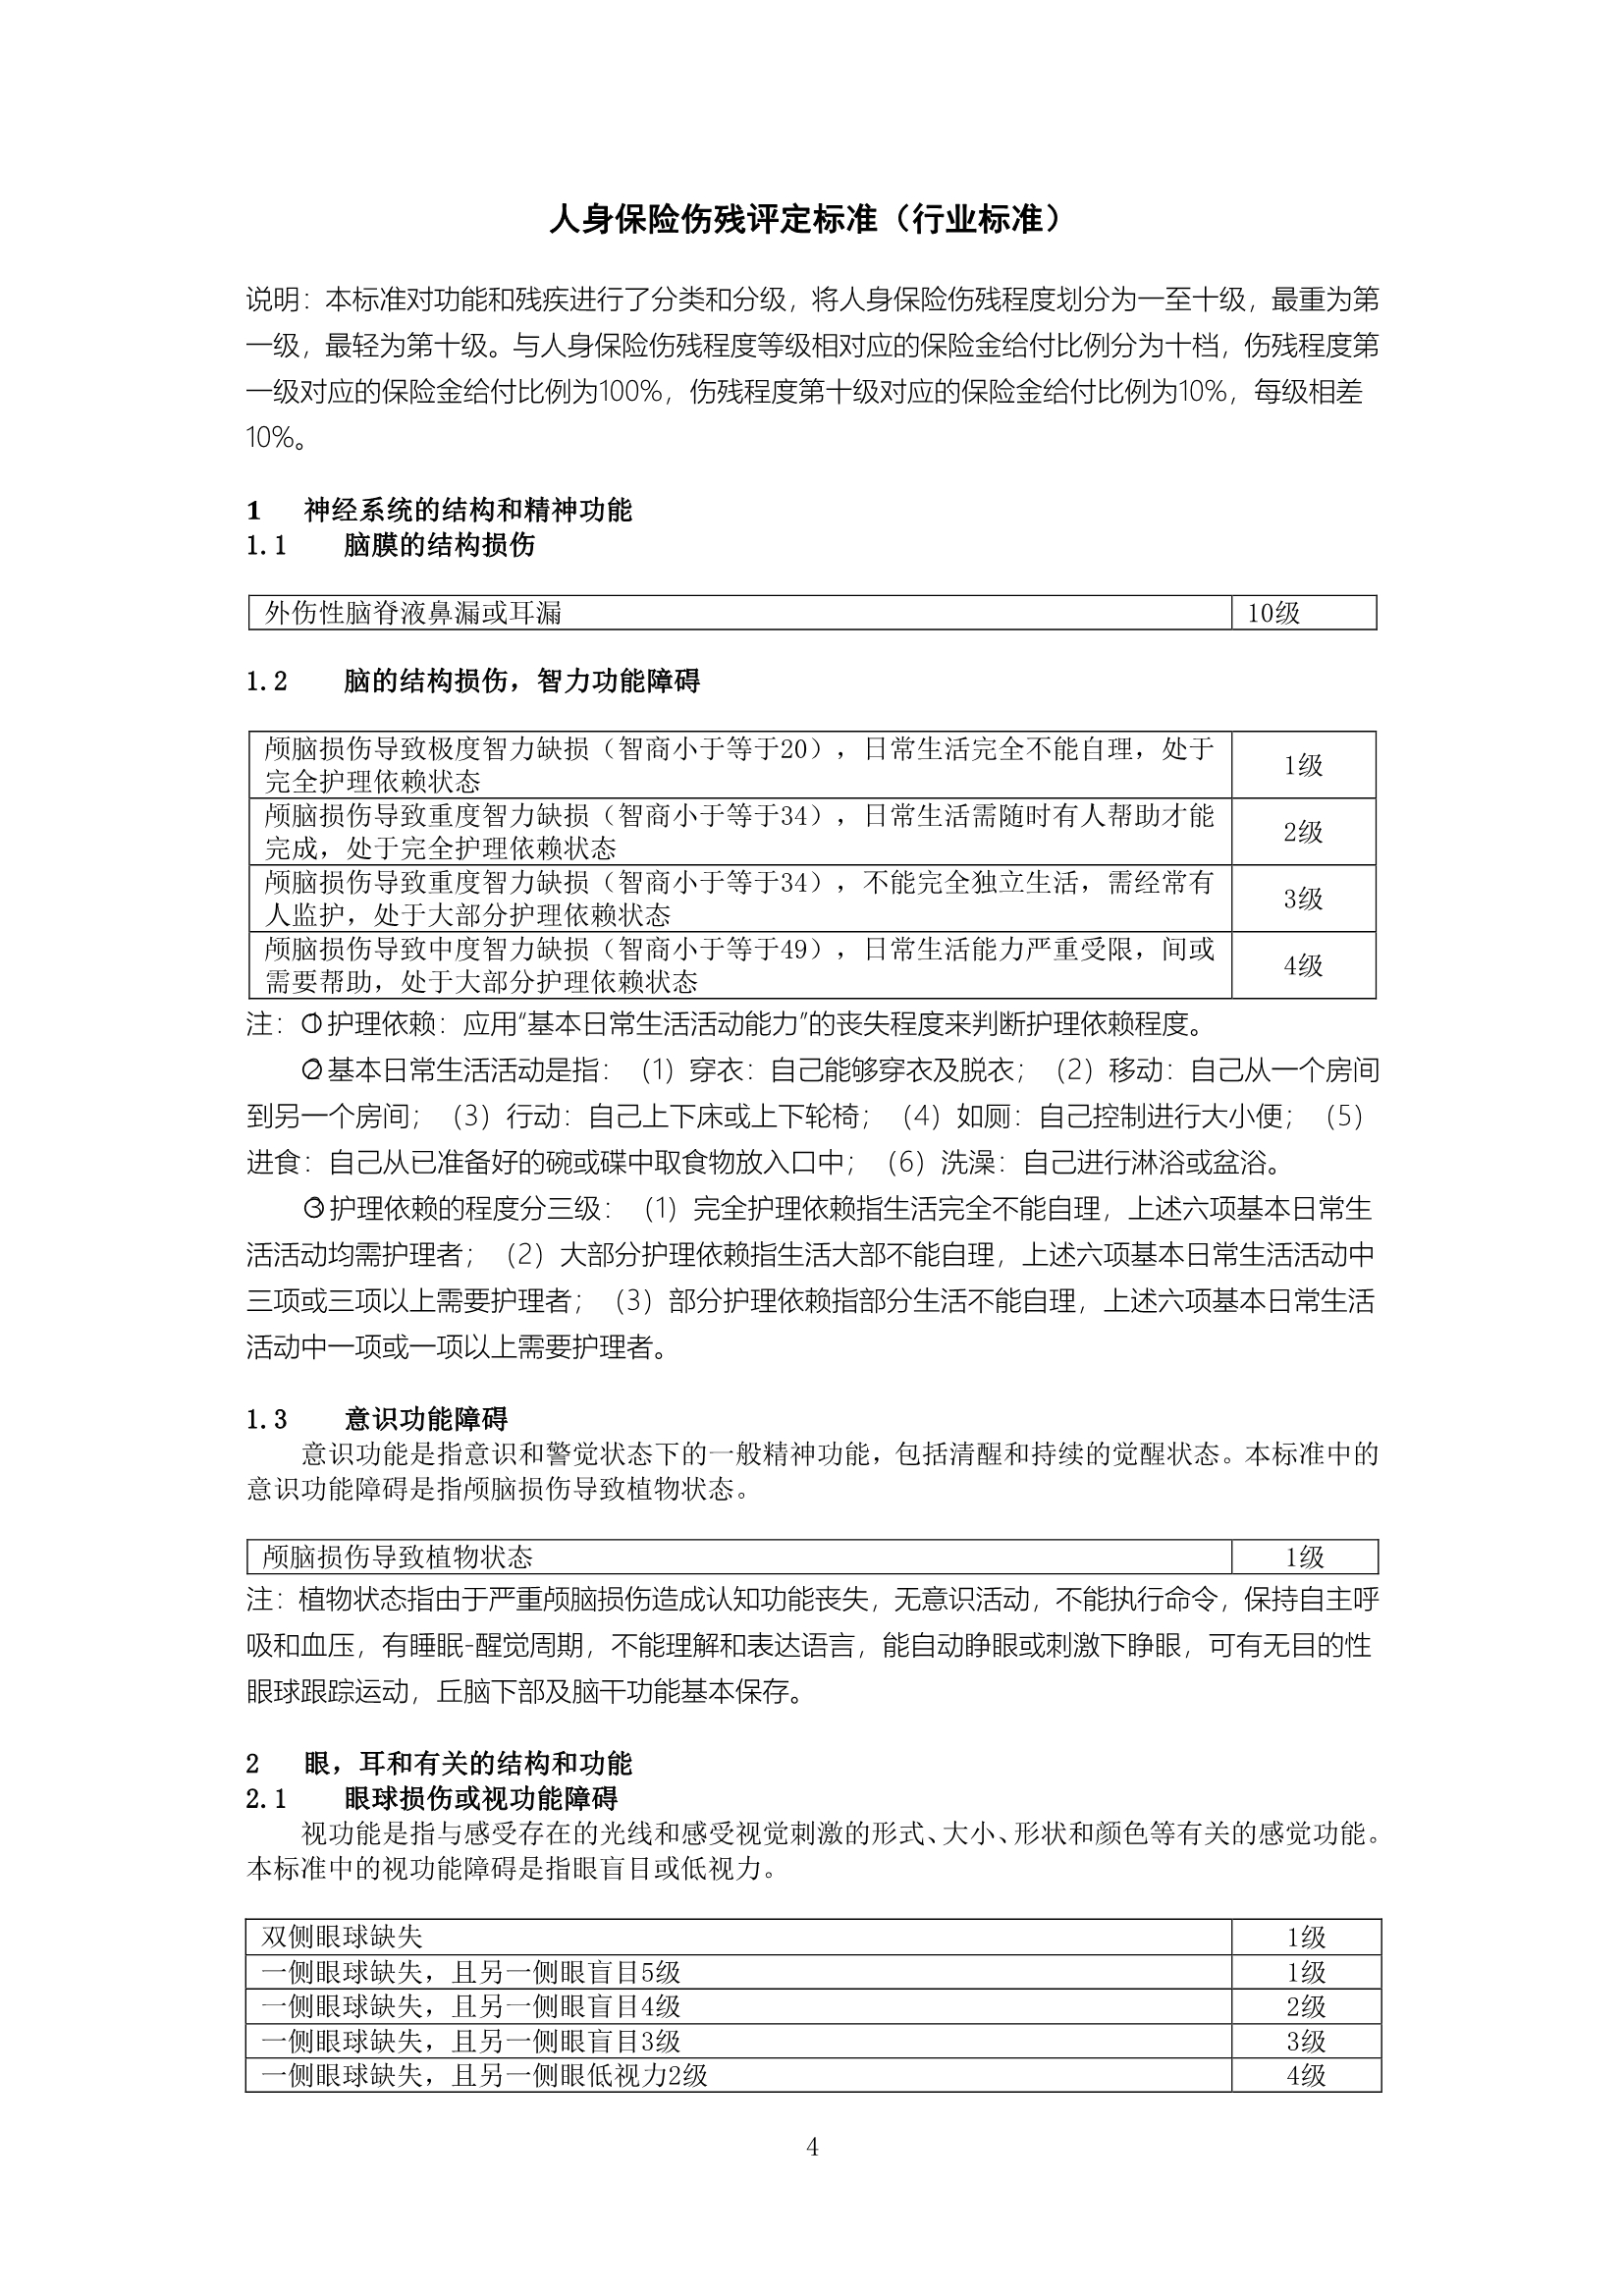 人身保险伤残评定标准（行业标准）
说明：本标准对功能和残疾进行了分类和分级，将人身保险伤残程度划分为一至十级，最重为第
一级，最轻为第十级。与人身保险伤残程度等级相对应的保险金给付比例分为十档，伤残程度第
一级对应的保险金给付比例为100%，伤残程度第十级对应的保险金给付比例为10%，每级相差
10%。
1 神经系统的结构和精神功能
1.1 脑膜的结构损伤
外伤性脑脊液鼻漏或耳漏 10级
1.2 脑的结构损伤，智力功能障碍
颅脑损伤导致极度智力缺损（智商小于等于20），日常生活完全不能自理，处于
完全护理依赖状态 1级
颅脑损伤导致重度智力缺损（智商小于等于34），日常生活需随时有人帮助才能
完成，处于完全护理依赖状态 2级
颅脑损伤导致重度智力缺损（智商小于等于34），不能完全独立生活，需经常有
人监护，处于大部分护理依赖状态 3级
颅脑损伤导致中度智力缺损（智商小于等于49），日常生活能力严重受限，间或
需要帮助，处于大部分护理依赖状态 4级
注：①护理依赖：应用“基本日常生活活动能力”的丧失程度来判断护理依赖程度。
②基本日常生活活动是指：（1）穿衣：自己能够穿衣及脱衣；（2）移动：自己从一个房间
到另一个房间；（3）行动：自己上下床或上下轮椅；（4）如厕：自己控制进行大小便；（5）
进食：自己从已准备好的碗或碟中取食物放入口中；（6）洗澡：自己进行淋浴或盆浴。
③护理依赖的程度分三级：（1）完全护理依赖指生活完全不能自理，上述六项基本日常生
活活动均需护理者；（2）大部分护理依赖指生活大部不能自理，上述六项基本日常生活活动中
三项或三项以上需要护理者；（3）部分护理依赖指部分生活不能自理，上述六项基本日常生活
活动中一项或一项以上需要护理者。
1.3 意识功能障碍
意识功能是指意识和警觉状态下的一般精神功能，包括清醒和持续的觉醒状态。本标准中的
意识功能障碍是指颅脑损伤导致植物状态。
颅脑损伤导致植物状态 1级
注：植物状态指由于严重颅脑损伤造成认知功能丧失，无意识活动，不能执行命令，保持自主呼
吸和血压，有睡眠-醒觉周期，不能理解和表达语言，能自动睁眼或刺激下睁眼，可有无目的性
眼球跟踪运动，丘脑下部及脑干功能基本保存。
2 眼，耳和有关的结构和功能
2.1 眼球损伤或视功能障碍
视功能是指与感受存在的光线和感受视觉刺激的形式、大小、形状和颜色等有关的感觉功能。
本标准中的视功能障碍是指眼盲目或低视力。
双侧眼球缺失 1级
一侧眼球缺失，且另一侧眼盲目5级 1级
一侧眼球缺失，且另一侧眼盲目4级 2级
一侧眼球缺失，且另一侧眼盲目3级 3级
一侧眼球缺失，且另一侧眼低视力2级 4级
4